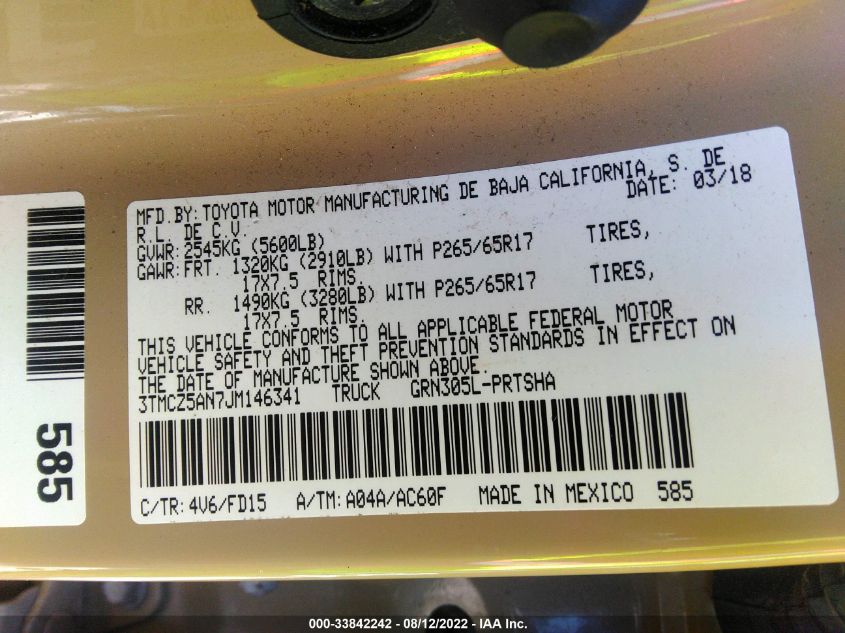 MFD.BY:TOYOTA MOTOR MANUFACTURING DE BAJA CALIFORNIA, S. DE
R.L. DE C.V. DATE: 03/18
GVWR:2545KG (5600LB)
GAWR:FRT. 1320KG (2910LB) WITH P265/65R17 TIRES,
17X7.5 RIMS.
RR. 1490KG (3280LB) WITH P265/65R17 TIRES,
17X7.5 RIMS.
THIS VEHICLE CONFORMS TO ALL APPLICABLE FEDERAL MOTOR
VEHICLE SAFETY AND THEFT PREVENTION STANDARDS IN EFFECT ON
THE DATE OF MANUFACTURE SHOWN ABOVE.
3TMCZ5AN7JM146341 TRUCK GRN305L-PRTSHA
C/TR:4V6/FD15 A/TM:A04A/AC60F MADE IN MEXICO 585
585
000-33842242 - 08/12/2022 - IAA Inc.